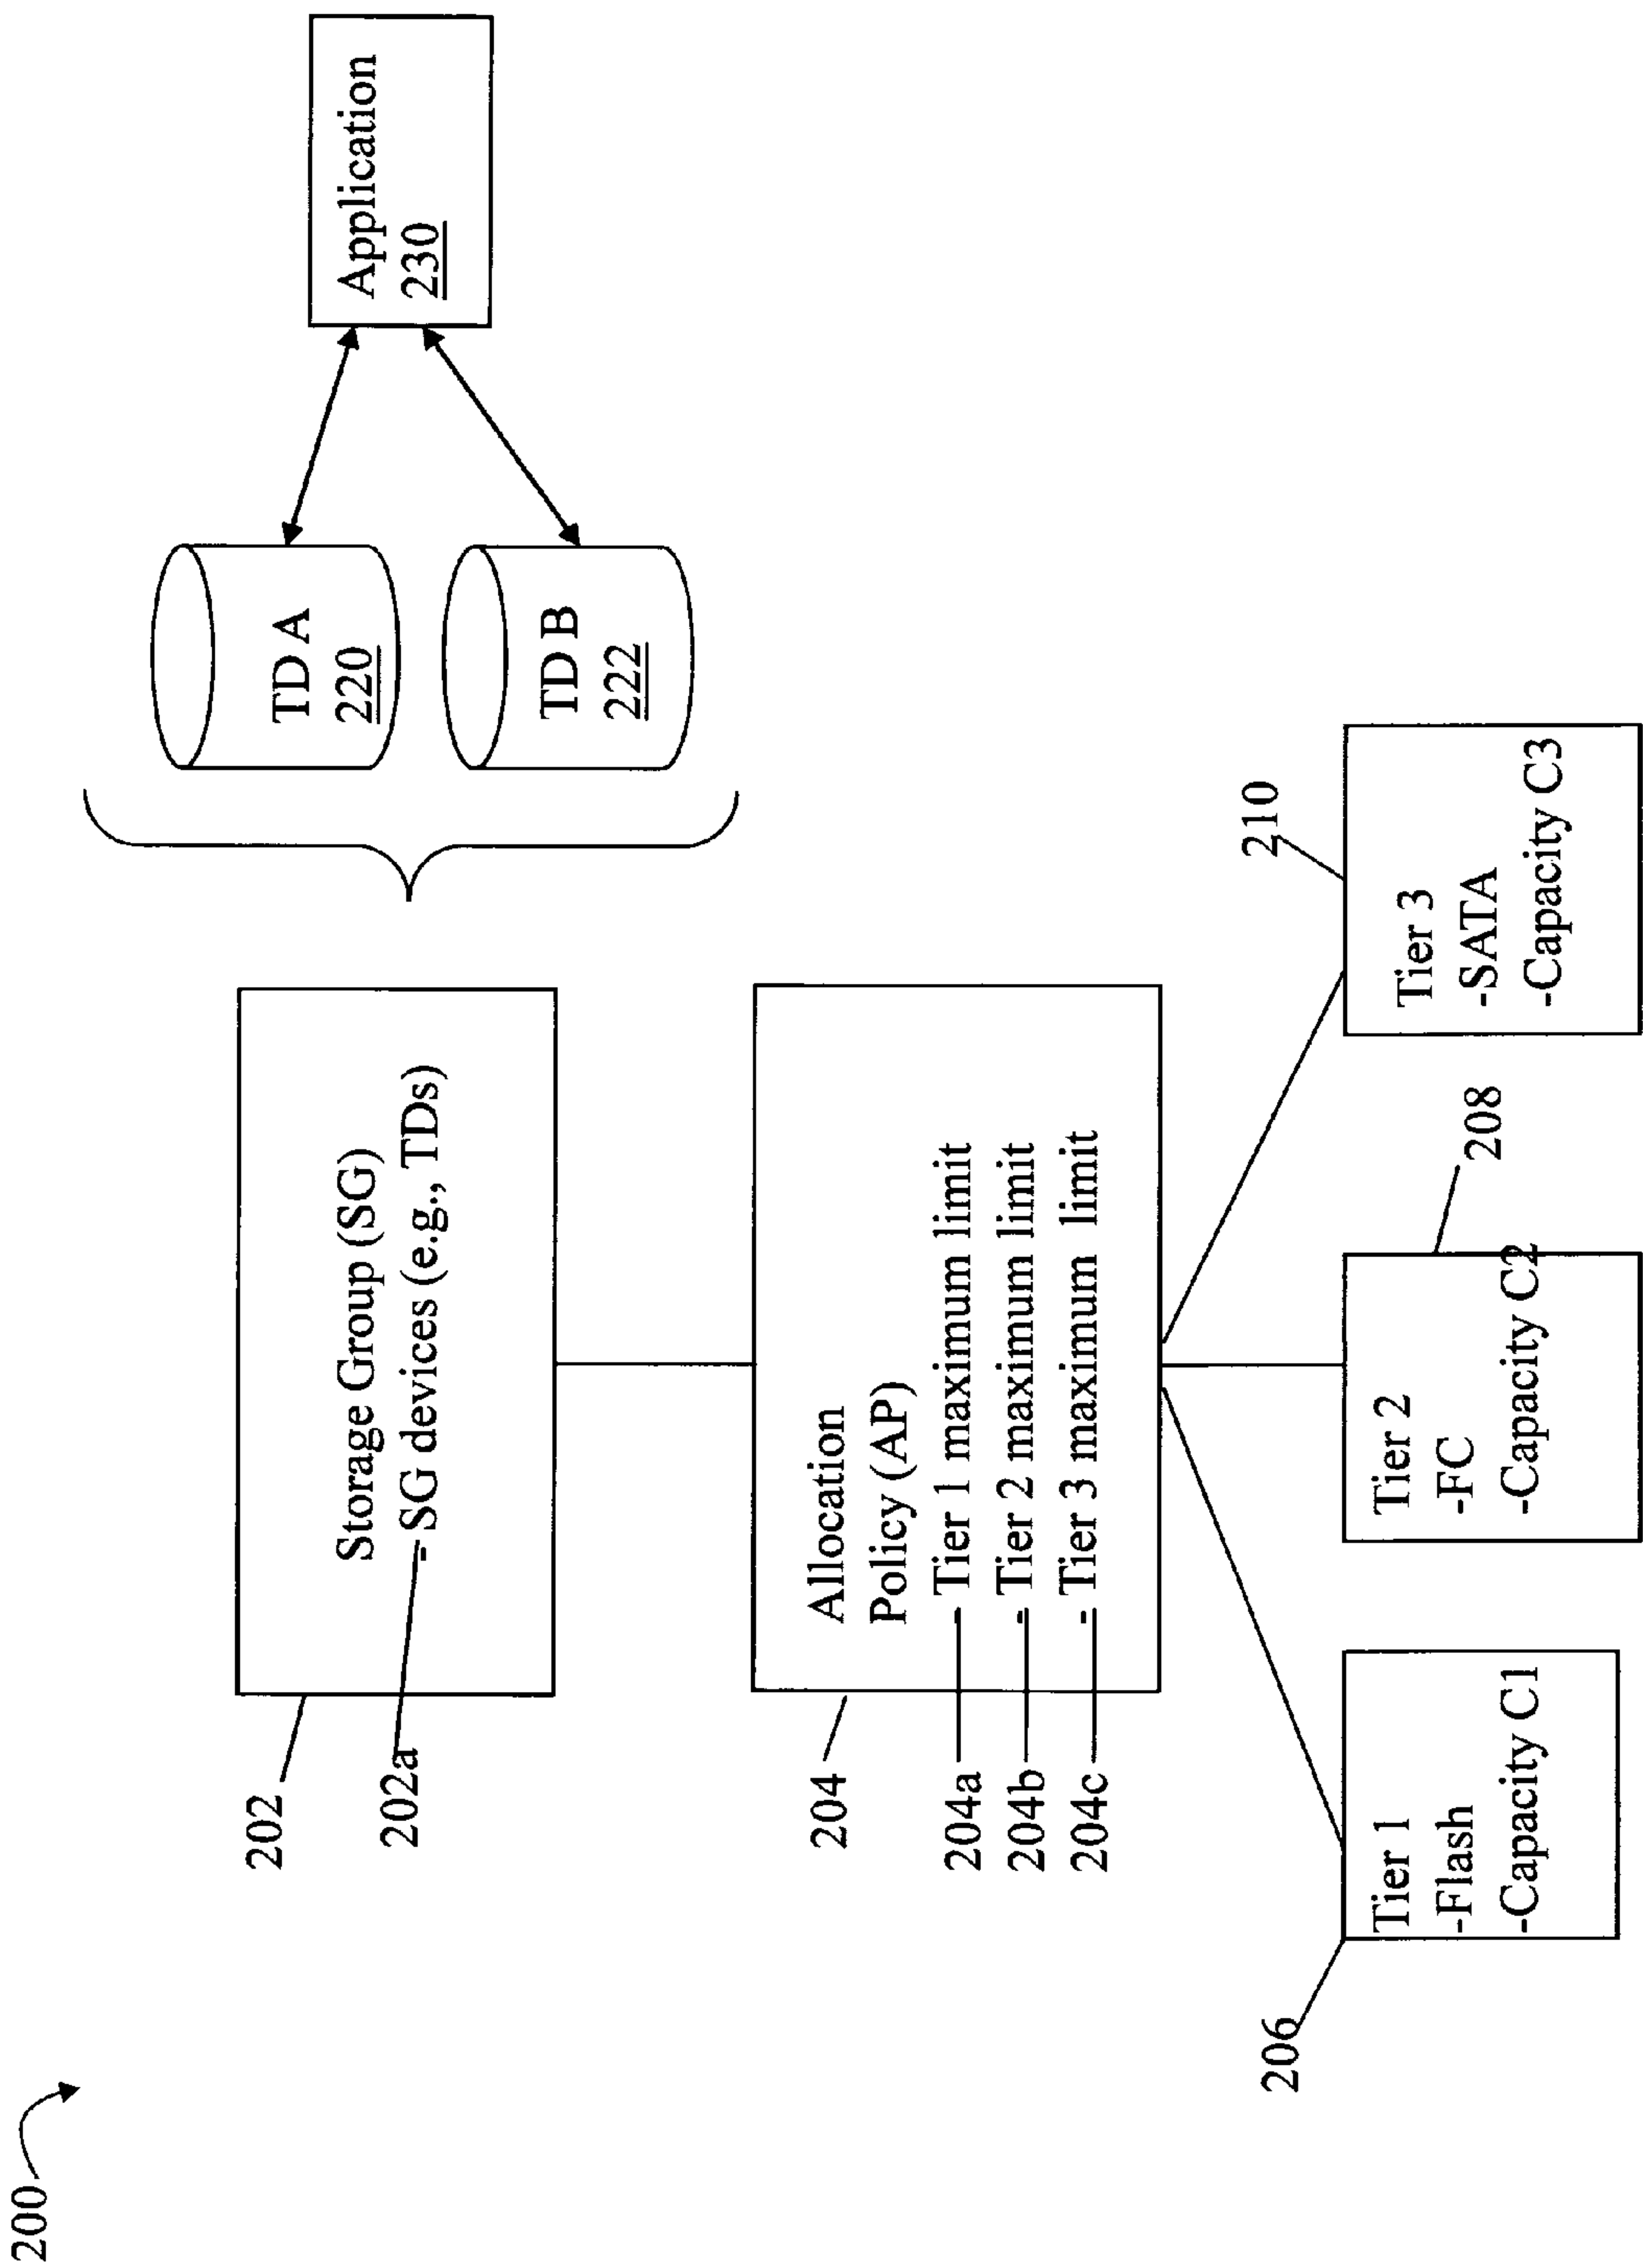 200
202
Storage Group (SG)
- SG devices (e.g., TDs)
202a
TD A
220
TD B
222
Application
230
204
Allocation
Policy (AP)
204a
-Tier 1 maximum limit
204b
- Tier 2 maximum limit
204c
- Tier 3 maximum limit
206
Tier 1
-Flash
-Capacity C1
Tier 2
-FC
-Capacity C2
208
210
Tier 3
-SATA
-Capacity C3